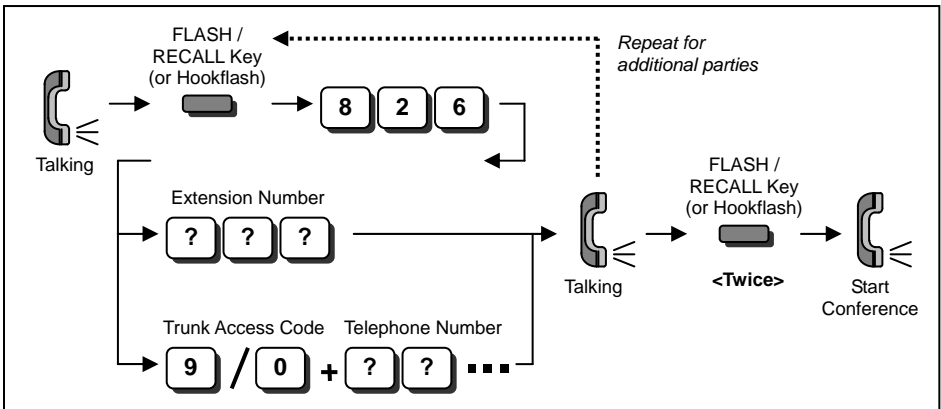 FLASH /
RECALL Key
(or Hookflash)
Repeat for
additional parties
8 2 6
Talking
Extension Number
? ? ?
Talking
FLASH /
RECALL Key
(or Hookflash)
<Twice>
Start
Conference
Trunk Access Code Telephone Number
9 / 0 + ? ? ...